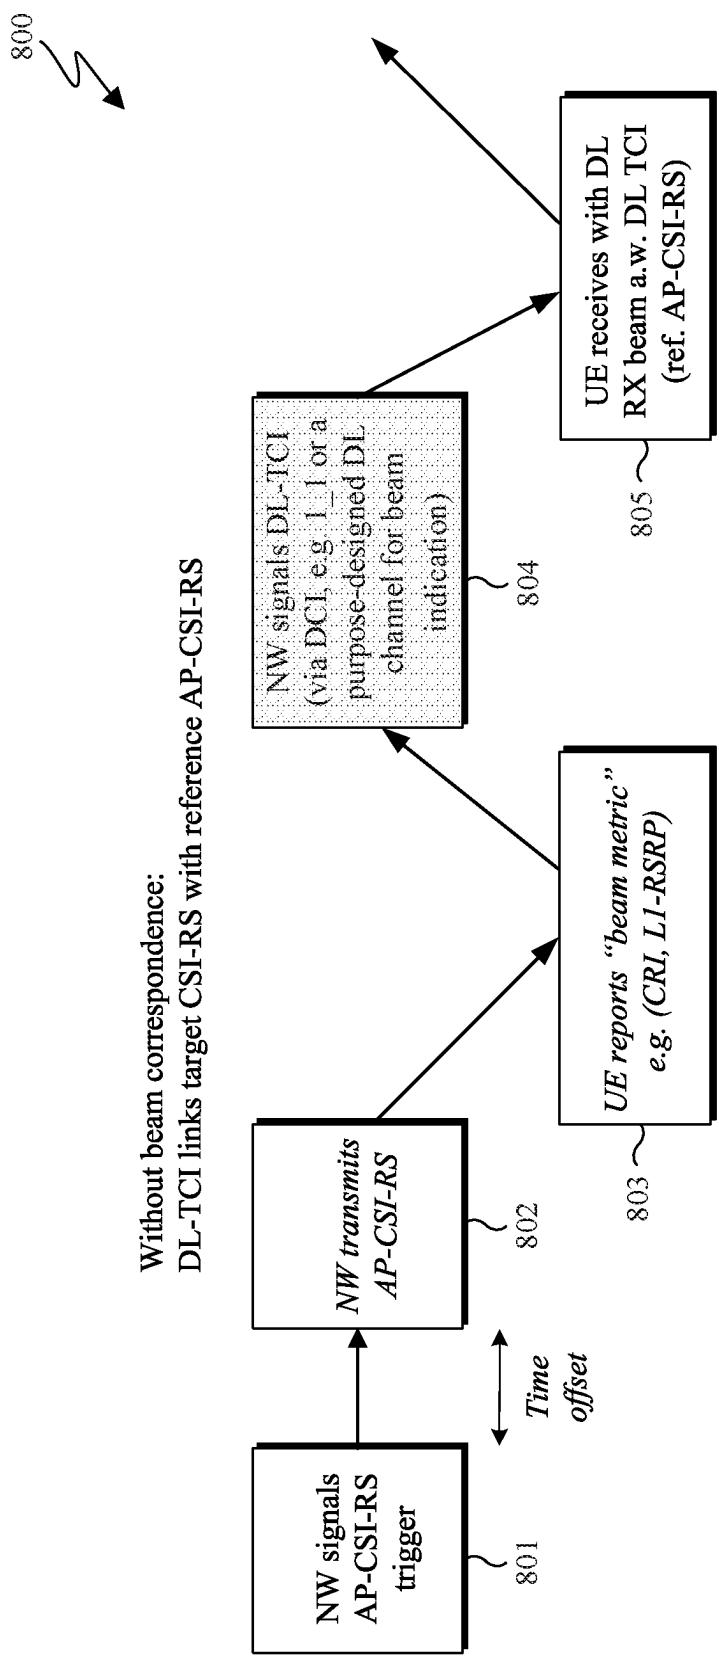 800
Without beam correspondence:
DL-TCI links target CSI-RS with reference AP-CSI-RS
NW signals
AP-CSI-RS
trigger
801
Time
offset
NW transmits
AP-CSI-RS
802
UE reports “beam metric”
e.g. (CRI, L1-RSRP)
803
NW signals DL-TCI
(via DCI, e.g 1_1 or a
purpose-designed DL
channel for beam
indication)
804
UE receives with DL
RX beam a.w. DL TCI
(ref. AP-CSI-RS)
805